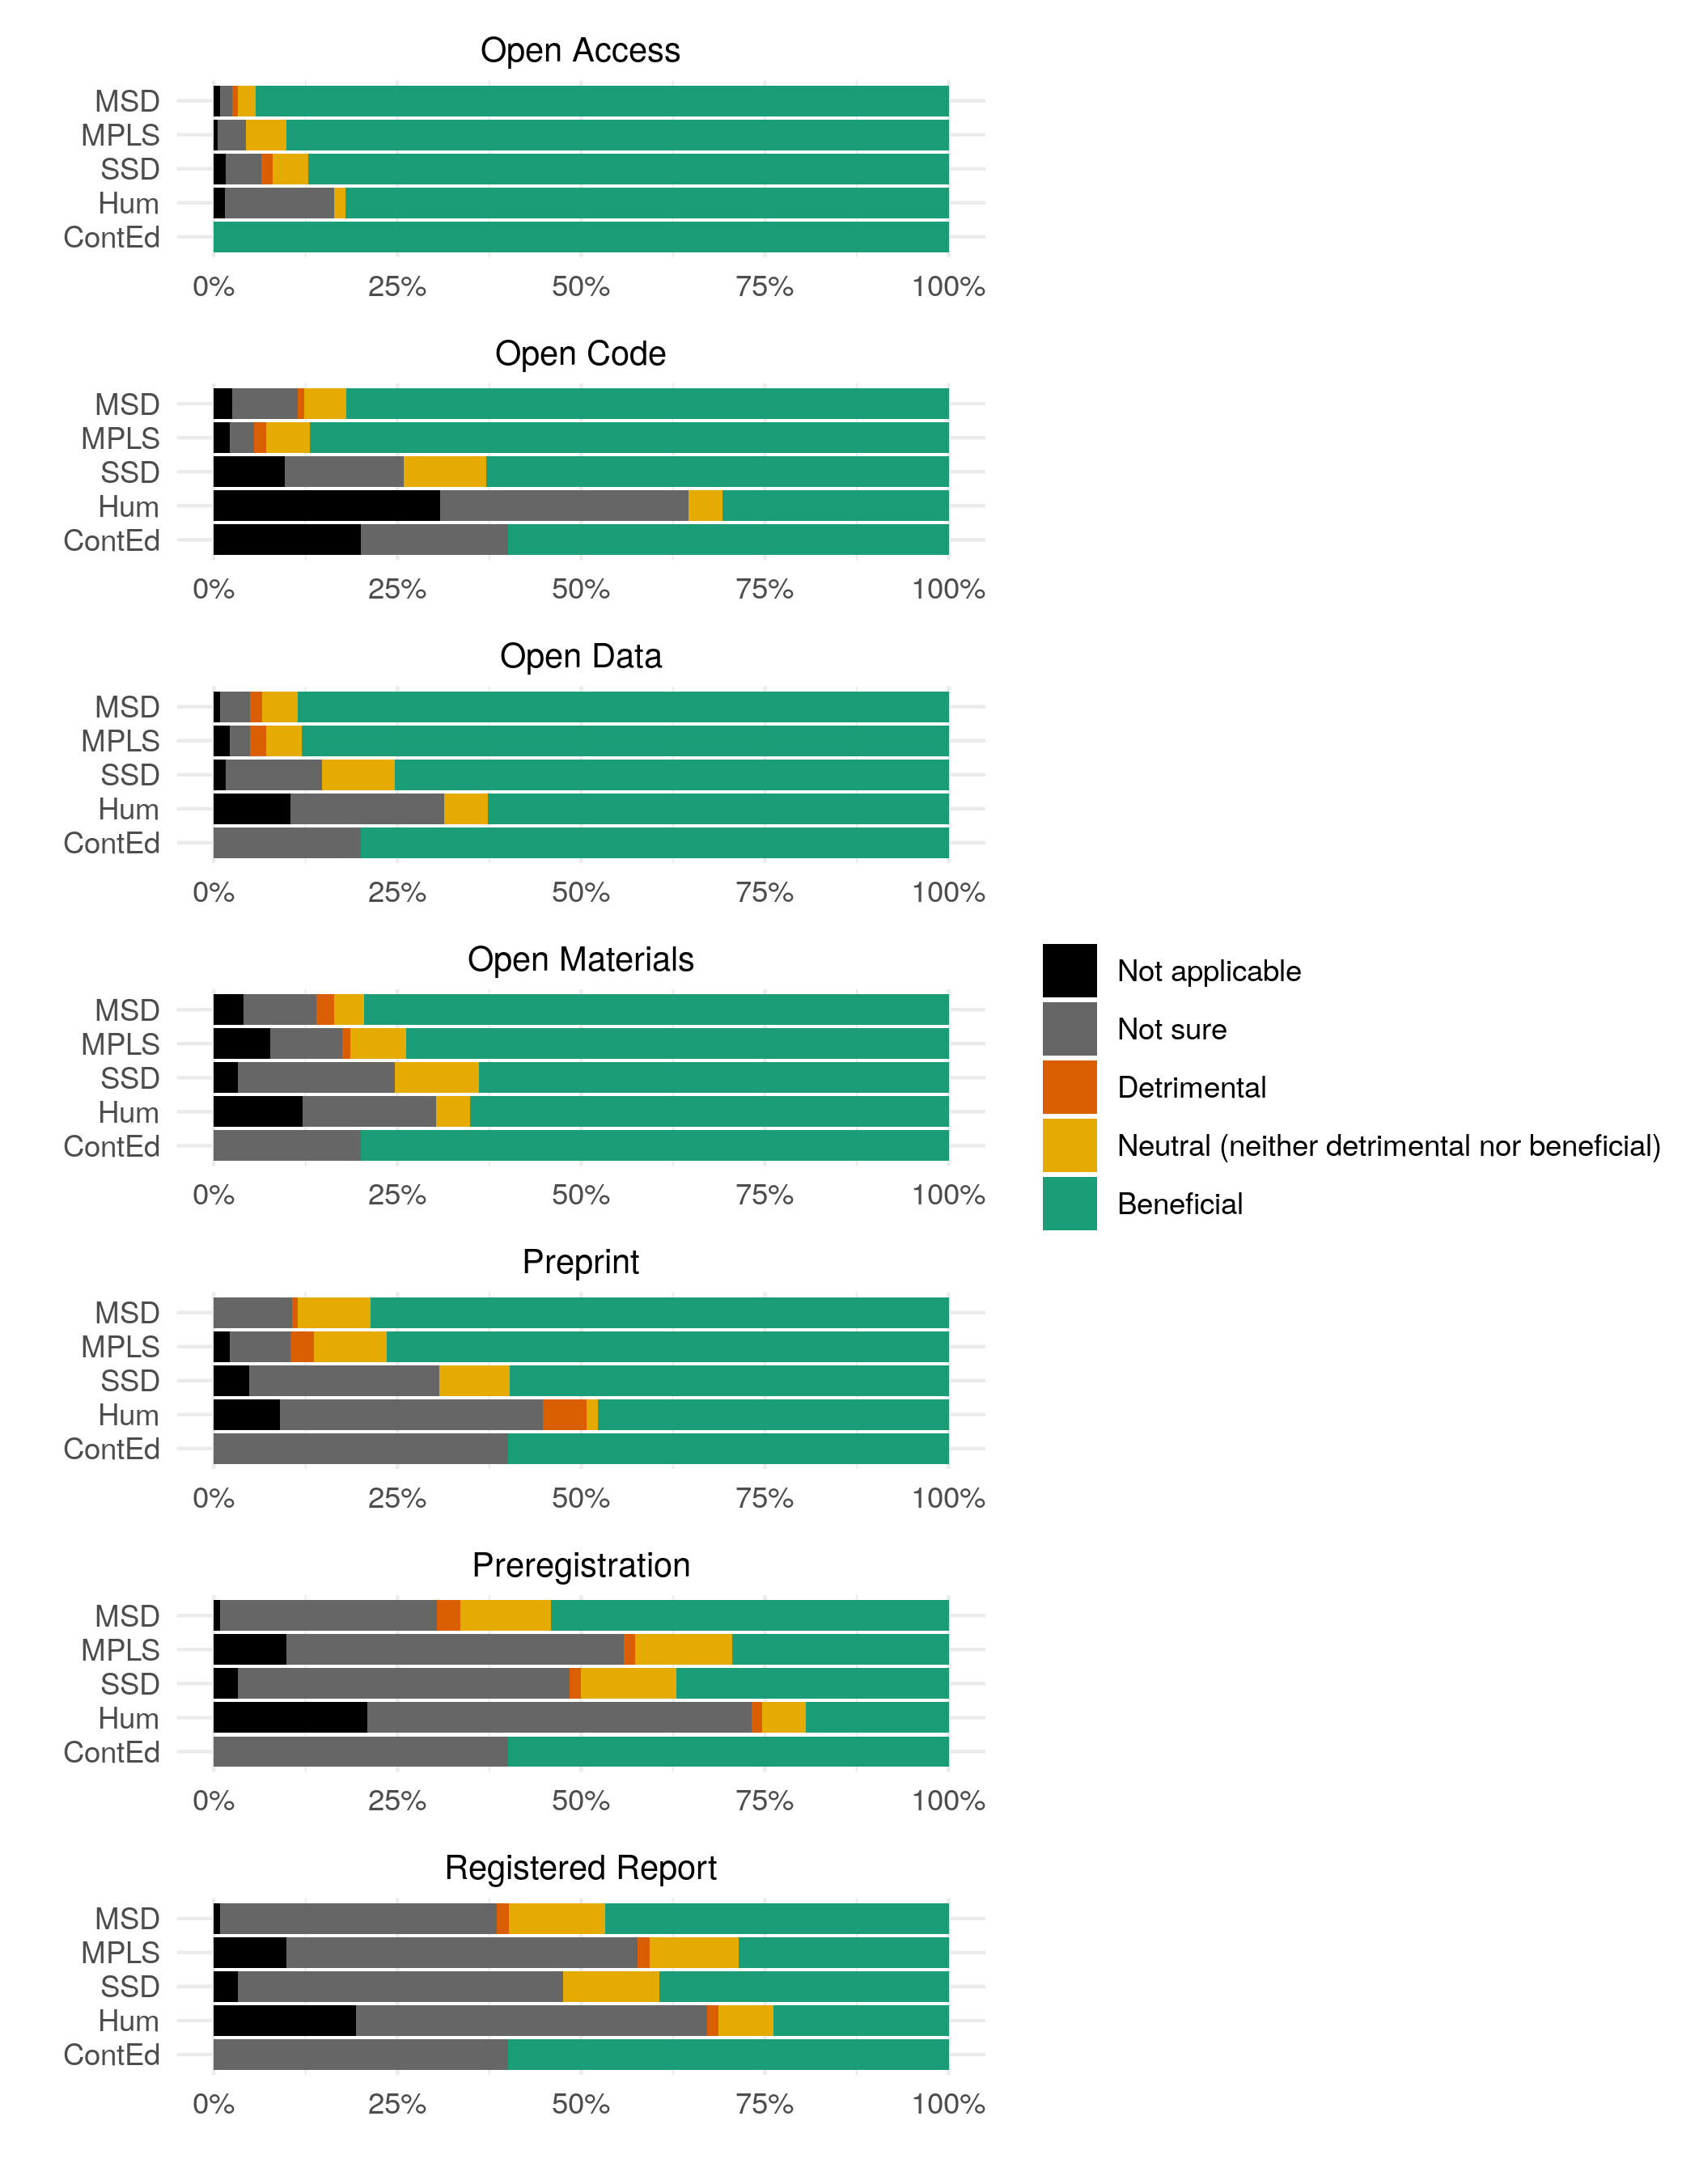 Open Access
MSD
MPLS
SSD
Hum
ContEd
0% 25% 50% 75% 100%
Open Code
MSD
MPLS
SSD
Hum
ContEd
0% 25% 50% 75% 100%
Open Data
MSD
MPLS
SSD
Hum
ContEd
0% 25% 50% 75% 100%
Open Materials
MSD
MPLS
SSD
Hum
ContEd
0% 25% 50% 75% 100%
Not applicable
Not sure
Detrimental
Neutral (neither detrimental nor beneficial)
Beneficial
Preprint
MSD
MPLS
SSD
Hum
ContEd
0% 25% 50% 75% 100%
Preregistration
MSD
MPLS
SSD
Hum
ContEd
0% 25% 50% 75% 100%
Registered Report
MSD
MPLS
SSD
Hum
ContEd
0% 25% 50% 75% 100%